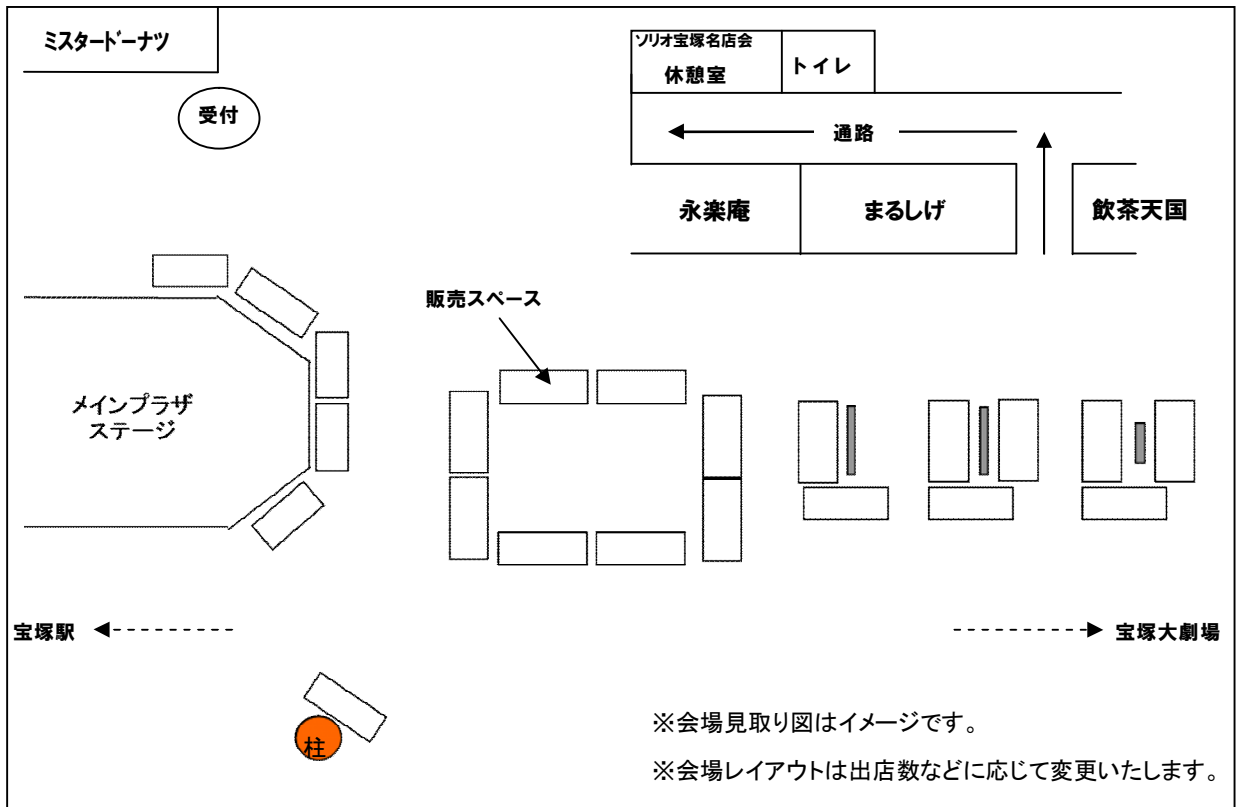 ミスタードーナツ
ソリオ宝塚名店会
休憩室
トイレ
受付
通路
永楽庵
まるしげ
飲茶天国
販売スペース
メインプラザ
ステージ
宝塚駅
宝塚大劇場
柱
※会場見取り図はイメージです。
※会場レイアウトは出店数などに応じて変更いたします。